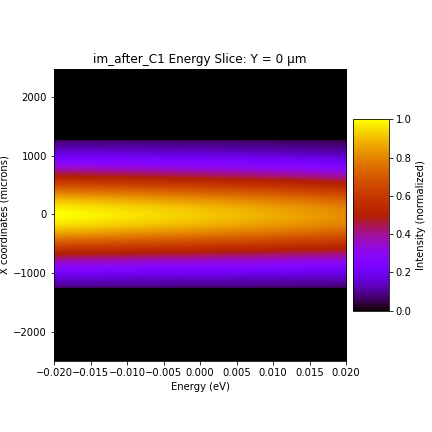 im_after_C1 Energy Slice: Y = 0 μm
2000
1000
0
−1000
−2000
X coordinates (microns)
−0.020−0.015−0.010−0.005 0.000 0.005 0.010 0.015 0.020
Energy (eV)
1.0
0.8
0.6
0.4
0.2
0.0
Intensity (normalized)